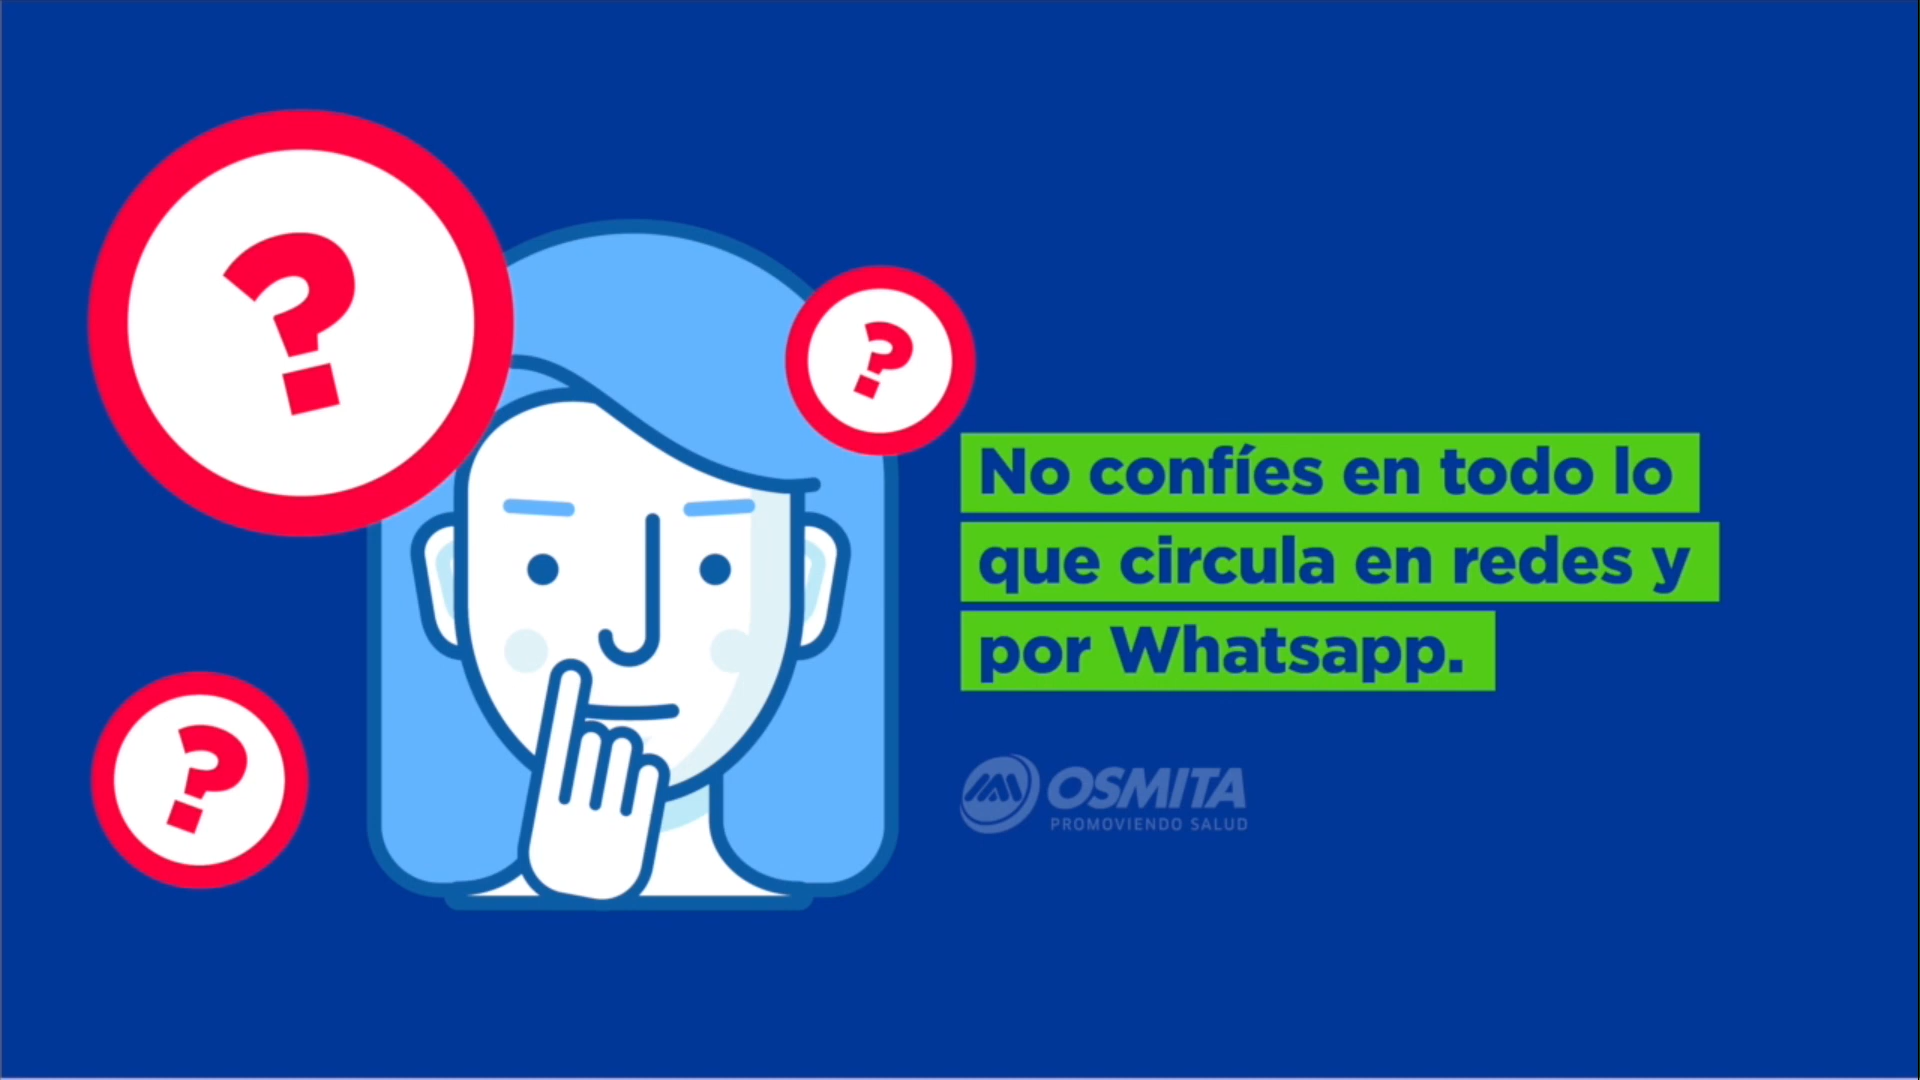 ?
?
?
No confíes en todo lo
que circula en redes y
por Whatsapp.
OSMITA
PROMOVIENDO SALUD